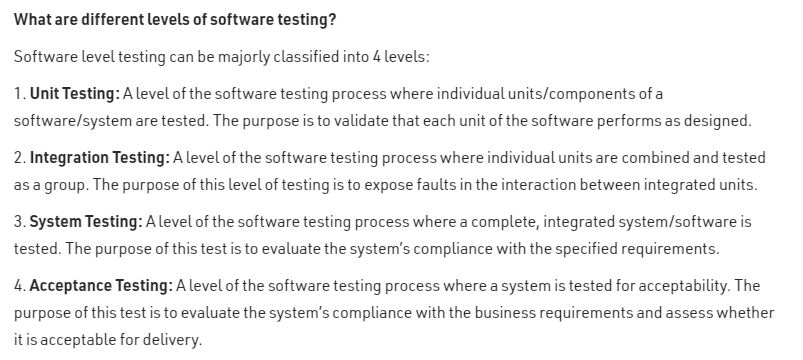 What are different levels of software testing?
Software level testing can be majorly classified into 4 levels:
1. Unit Testing: A level of the software testing process where individual units/components of a
software/system are tested. The purpose is to validate that each unit of the software performs as designed.
2. Integration Testing: A level of the software testing process where individual units are combined and tested
as a group. The purpose of this level of testing is to expose faults in the interaction between integrated units.
3. System Testing: A level of the software testing process where a complete, integrated system/software is
tested. The purpose of this test is to evaluate the system’s compliance with the specified requirements.
4. Acceptance Testing: A level of the software testing process where a system is tested for acceptability. The
purpose of this test is to evaluate the system’s compliance with the business requirements and assess whether
it is acceptable for delivery.